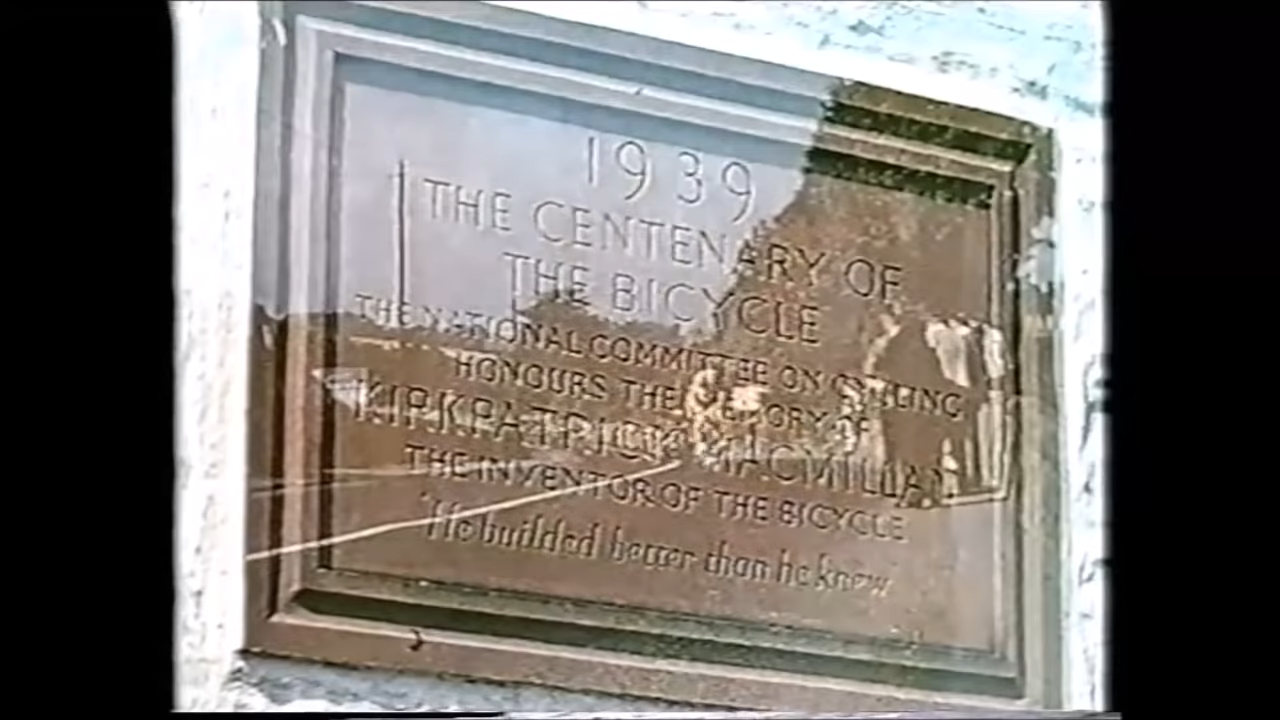 1939
THE CENTENARY OF
THE BICYCLE
THE NATIONAL COMMITTEE ON CYCLING
HONOURS THE MEMORY OF
KIRKPATRICK MACMILLAN
THE INVENTOR OF THE BICYCLE
'He builded better than he knew'